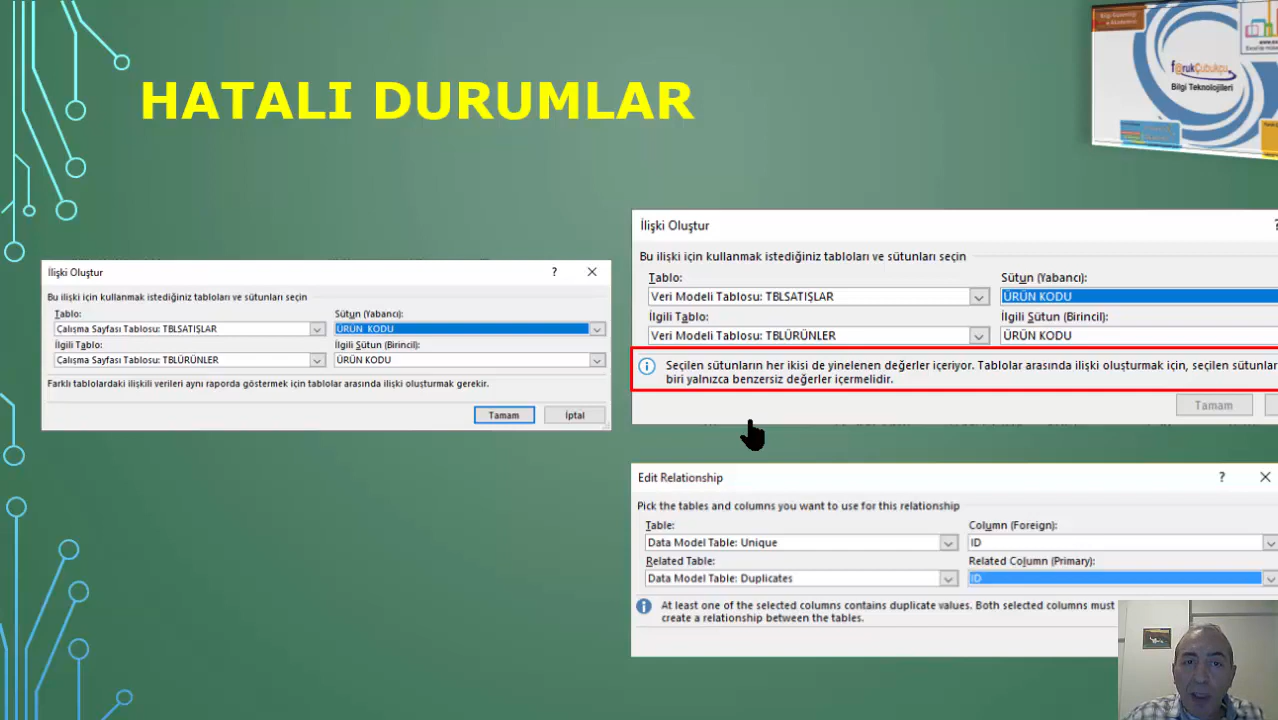 HATALI DURUMLAR
f@rukÇubukçu
Bilgi Teknolojileri
İlişki Oluştur
?
Bu ilişki için kullanmak istediğiniz tabloları ve sütunları seçin
Tablo:
Sütun (Yabancı):
Çalışma Sayfası Tablosu: TBLSATIŞLAR
ÜRÜN KODU
İlgili Tablo:
İlgili Sütun (Birincil):
Çalışma Sayfası Tablosu: TBLÜRÜNLER
ÜRÜN KODU
Farklı tablolardaki ilişkili verileri aynı raporda göstermek için tablolar arasında ilişki oluşturmak gerekir.
Tamam
İptal
İlişki Oluştur
?
Bu ilişki için kullanmak istediğiniz tabloları ve sütunları seçin
Tablo:
Sütun (Yabancı):
Veri Modeli Tablosu: TBLSATIŞLAR
ÜRÜN KODU
İlgili Tablo:
İlgili Sütun (Birincil):
Veri Modeli Tablosu: TBLÜRÜNLER
ÜRÜN KODU
Seçilen sütunların her ikisi de yinelenen değerler içeriyor. Tablolar arasında ilişki oluşturmak için, seçilen sütunlar
biri yalnızca benzersiz değerler içermelidir.
Tamam
Edit Relationship
?
Pick the tables and columns you want to use for this relationship
Table:
Column (Foreign):
Data Model Table: Unique
ID
Related Table:
Related Column (Primary):
Data Model Table: Duplicates
ID
At least one of the selected columns contains duplicate values. Both selected columns must
create a relationship between the tables.